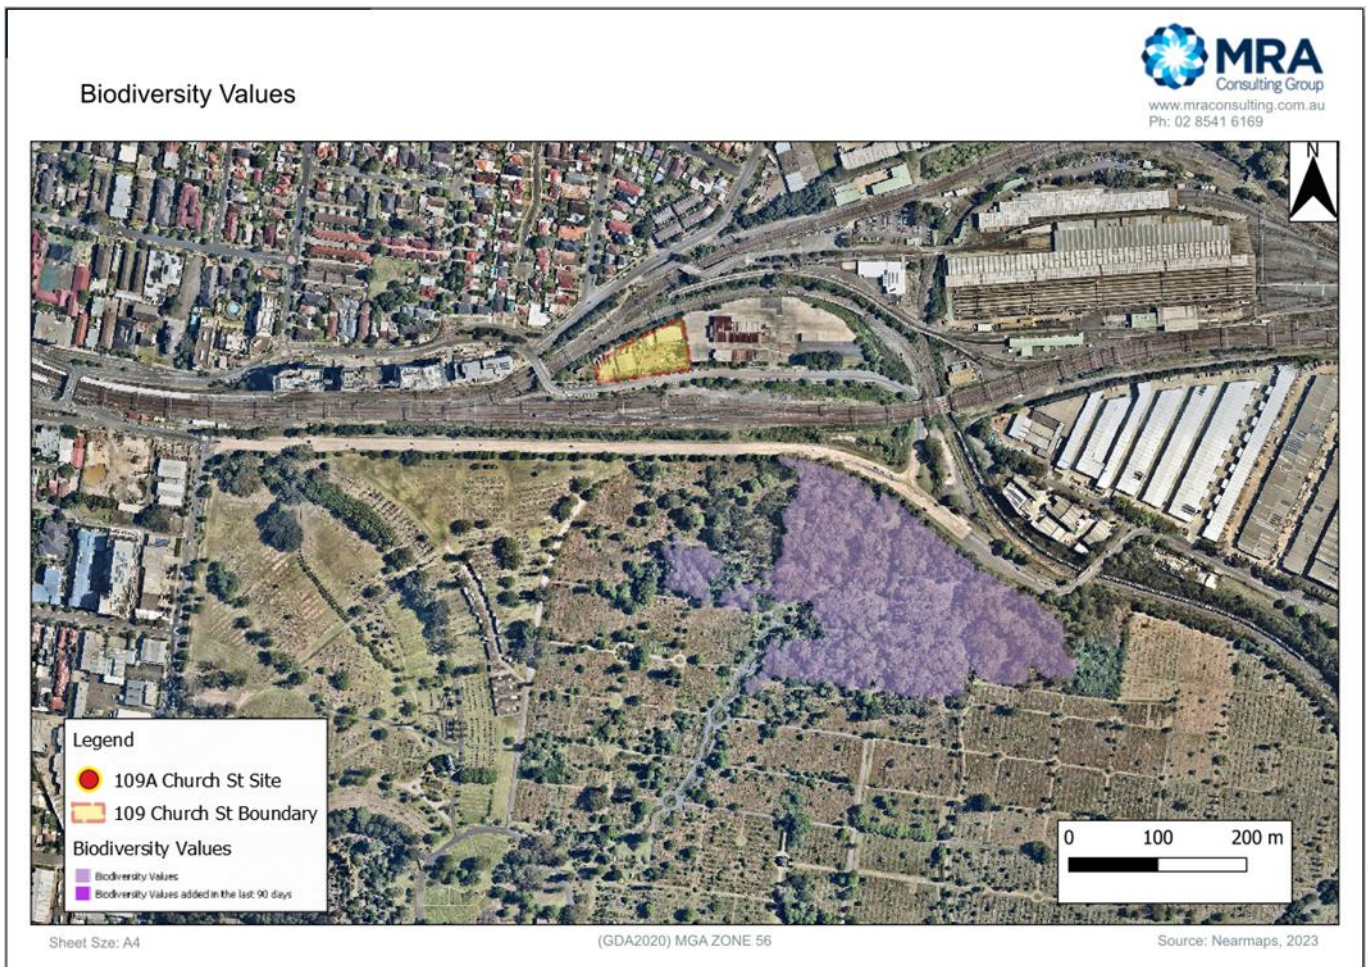 MRA
Consulting Group
www.mraconsulting.com.au
Ph: 02 8541 6169
Biodiversity Values
N
Legend
109A Church St Site
109 Church St Boundary
Biodiversity Values
Biodiversity Values
Biodiversity Values added in the last 90 days
0 100 200 m
Sheet Sze: A4
(GDA2020) MGA ZONE 56
Source: Nearmaps, 2023